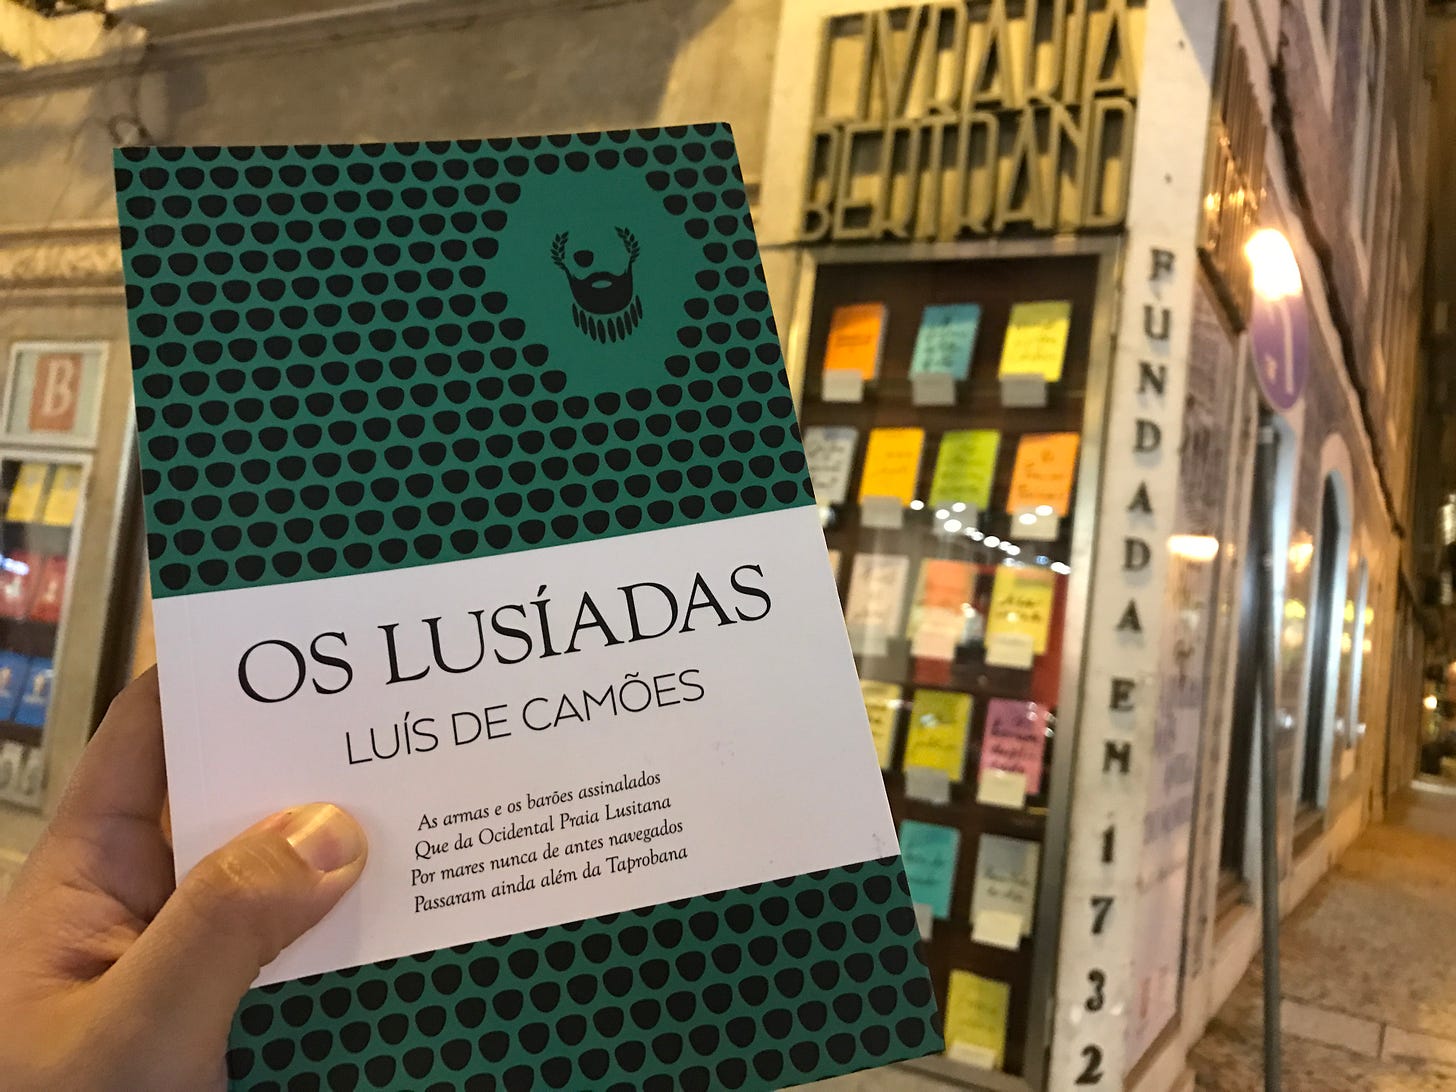 OS LUSÍADAS
LUÍS DE CAMÕES
As armas e os barões assinalados
Que da Ocidental Praia Lusitana
Por mares nunca de antes navegados
Passaram ainda além da Taprobana
LIVRARIA
BERTRAND
FUNDADA EM 1732
B